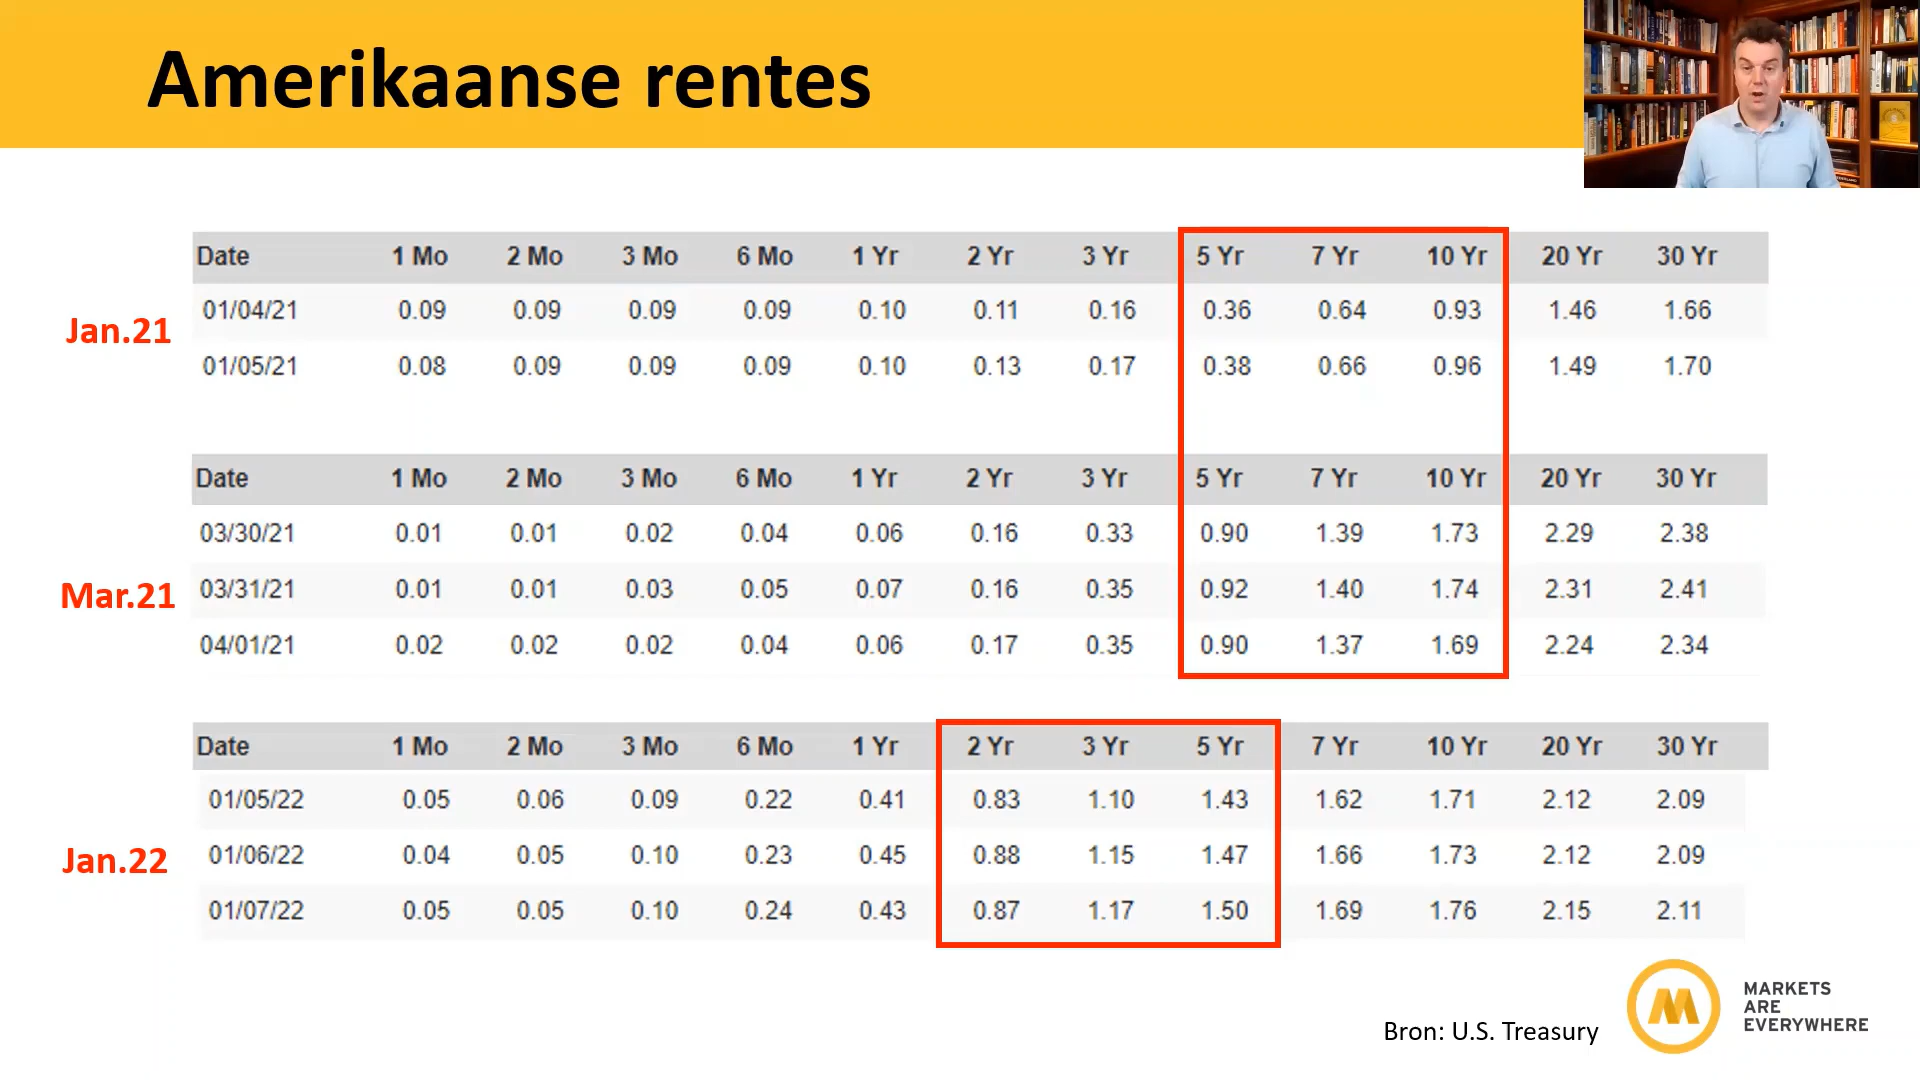 Amerikaanse rentes
Date 1 Mo 2 Mo 3 Mo 6 Mo 1 Yr 2 Yr 3 Yr 5 Yr 7 Yr 10 Yr 20 Yr 30 Yr
Jan.21
01/04/21 0.09 0.09 0.09 0.09 0.10 0.11 0.16 0.36 0.64 0.93 1.46 1.66
01/05/21 0.08 0.09 0.09 0.09 0.10 0.13 0.17 0.38 0.66 0.96 1.49 1.70
Date 1 Mo 2 Mo 3 Mo 6 Mo 1 Yr 2 Yr 3 Yr 5 Yr 7 Yr 10 Yr 20 Yr 30 Yr
03/30/21 0.01 0.01 0.02 0.04 0.06 0.16 0.33 0.90 1.39 1.73 2.29 2.38
Mar.21
03/31/21 0.01 0.01 0.03 0.05 0.07 0.16 0.35 0.92 1.40 1.74 2.31 2.41
04/01/21 0.02 0.02 0.02 0.04 0.06 0.17 0.35 0.90 1.37 1.69 2.24 2.34
Date 1 Mo 2 Mo 3 Mo 6 Mo 1 Yr 2 Yr 3 Yr 5 Yr 7 Yr 10 Yr 20 Yr 30 Yr
01/05/22 0.05 0.06 0.09 0.22 0.41 0.83 1.10 1.43 1.62 1.71 2.12 2.09
Jan.22
01/06/22 0.04 0.05 0.10 0.23 0.45 0.88 1.15 1.47 1.66 1.73 2.12 2.09
01/07/22 0.05 0.05 0.10 0.24 0.43 0.87 1.17 1.50 1.69 1.76 2.15 2.11
Bron: U.S. Treasury
MARKETS
ARE
EVERYWHERE